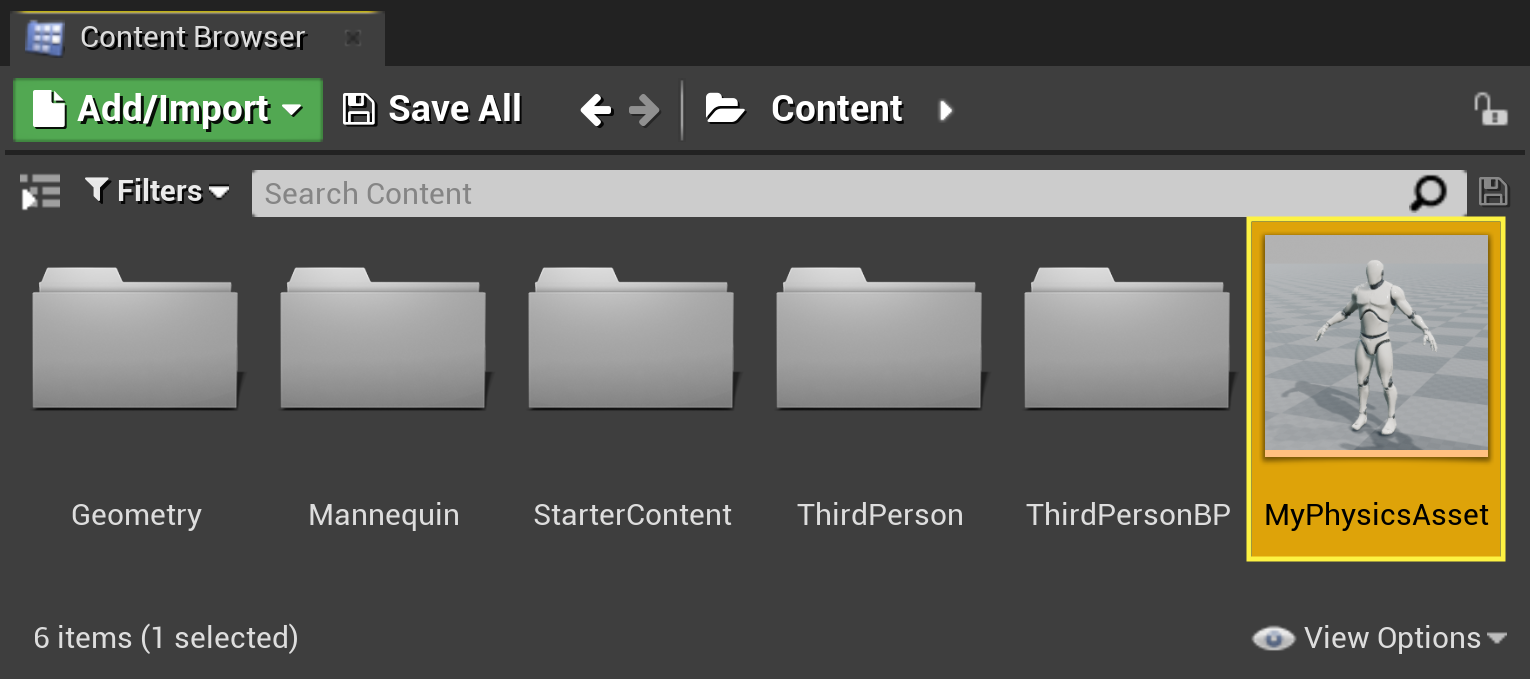 Content Browser
Add/Import Save All Content
Filters Search Content
Geometry Mannequin StarterContent ThirdPerson ThirdPersonBP MyPhysicsAsset
6 items (1 selected) View Options